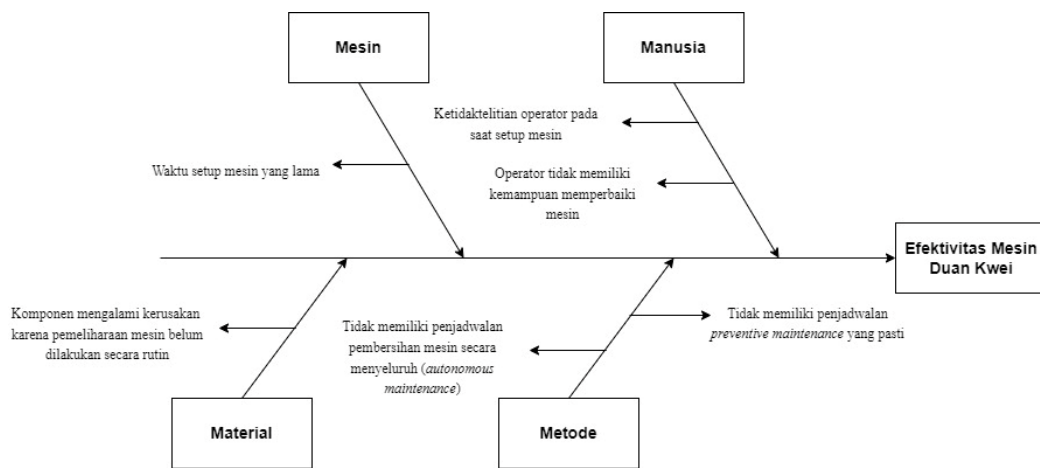 Mesin
Manusia
Ketidaktelitian operator pada
saat setup mesin
Waktu setup mesin yang lama
Operator tidak memiliki
kemampuan memperbaiki
mesin
Efektivitas Mesin
Duan Kwei
Komponen mengalami kerusakan
karena pemeliharaan mesin belum
dilakukan secara rutin
Tidak memiliki penjadwalan
pembersihan mesin secara
menyeluruh (autonomous
maintenance)
Tidak memiliki penjadwalan
preventive maintenance yang pasti
Material
Metode